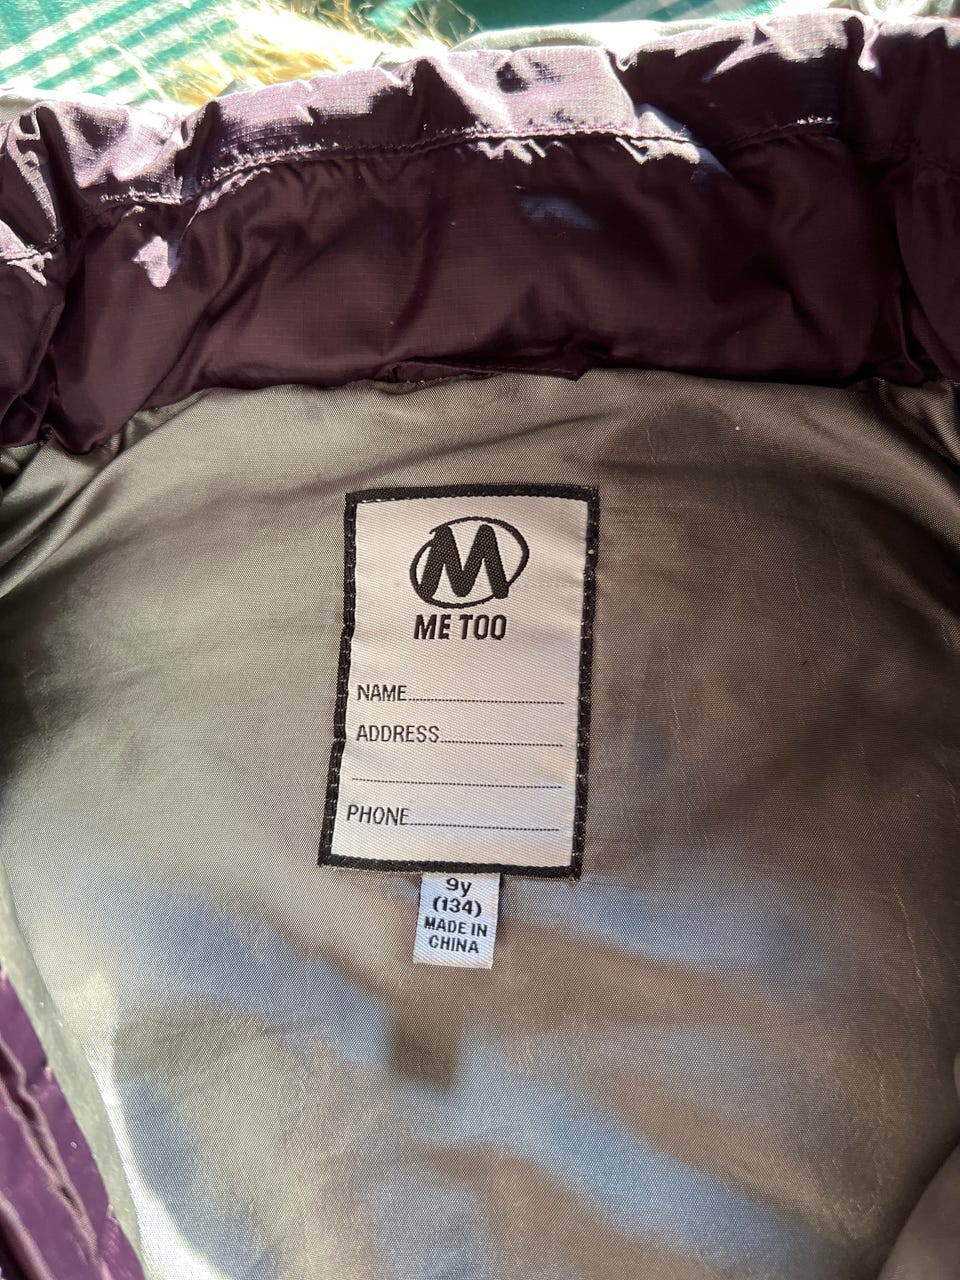 M
ME TOO
NAME
ADDRESS
PHONE
9y
(134)
MADE IN
CHINA